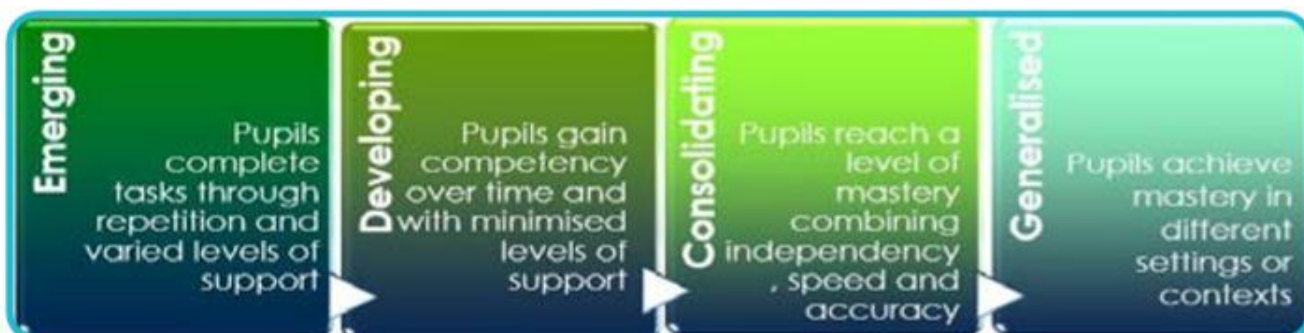 Emerging
Pupils
complete
tasks through
repetition and
varied levels of
support
Developing
Pupils gain
competency
over time and
with minimised
levels of
support
Consolidating
Pupils reach a
level of
mastery
combining
independency
, speed and
accuracy
Generalised
Pupils achieve
mastery in
different
settings or
contexts